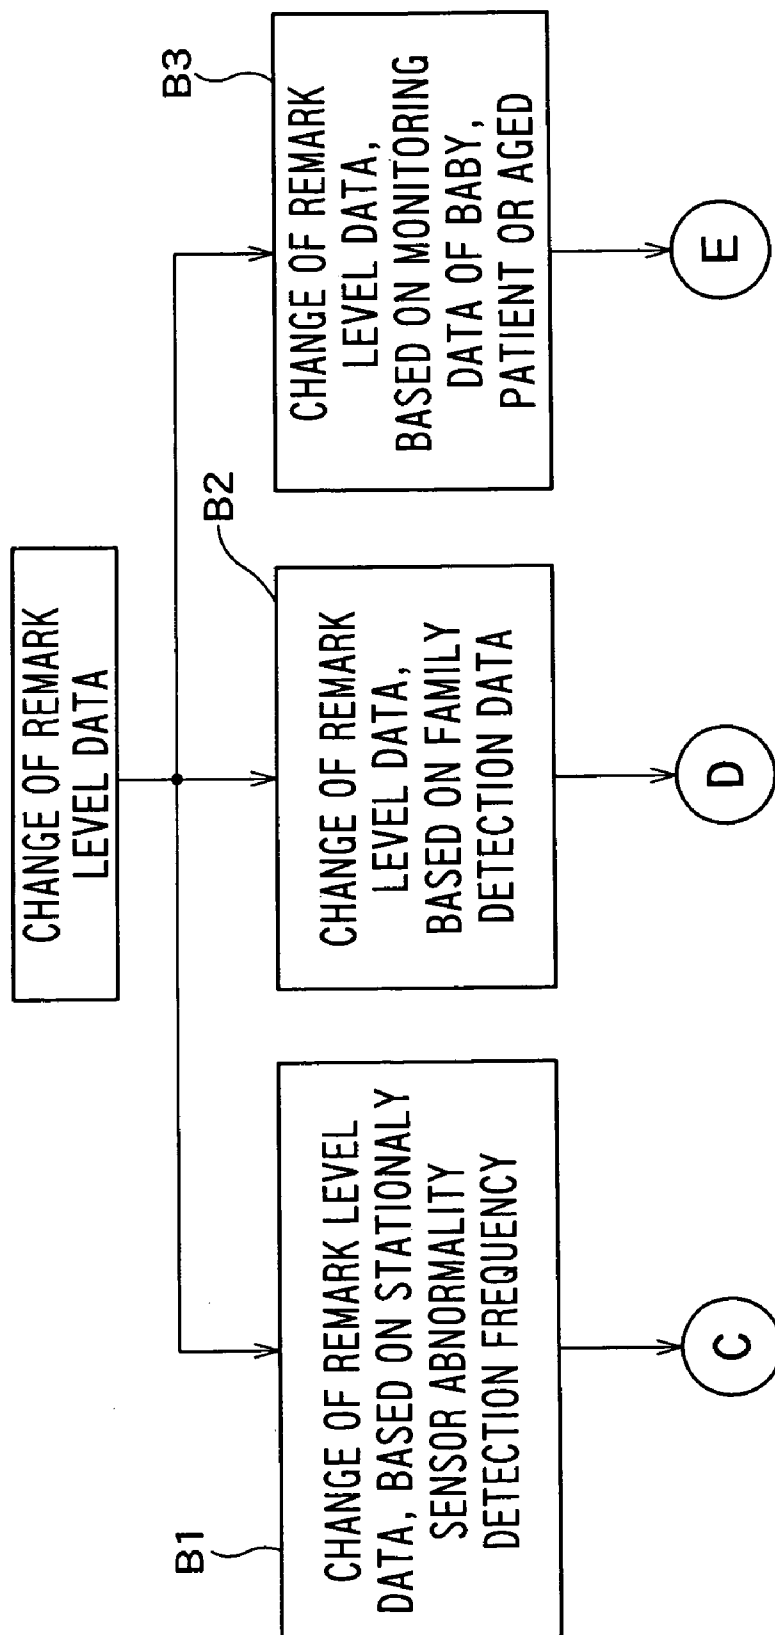 CHANGE OF REMARK
LEVEL DATA
B1
CHANGE OF REMARK LEVEL
DATA, BASED ON STATIONALY
SENSOR ABNORMALITY
DETECTION FREQUENCY
C
B2
CHANGE OF REMARK
LEVEL DATA,
BASED ON FAMILY
DETECTION DATA
D
B3
CHANGE OF REMARK
LEVEL DATA,
BASED ON MONITORING
DATA OF BABY,
PATIENT OR AGED
E